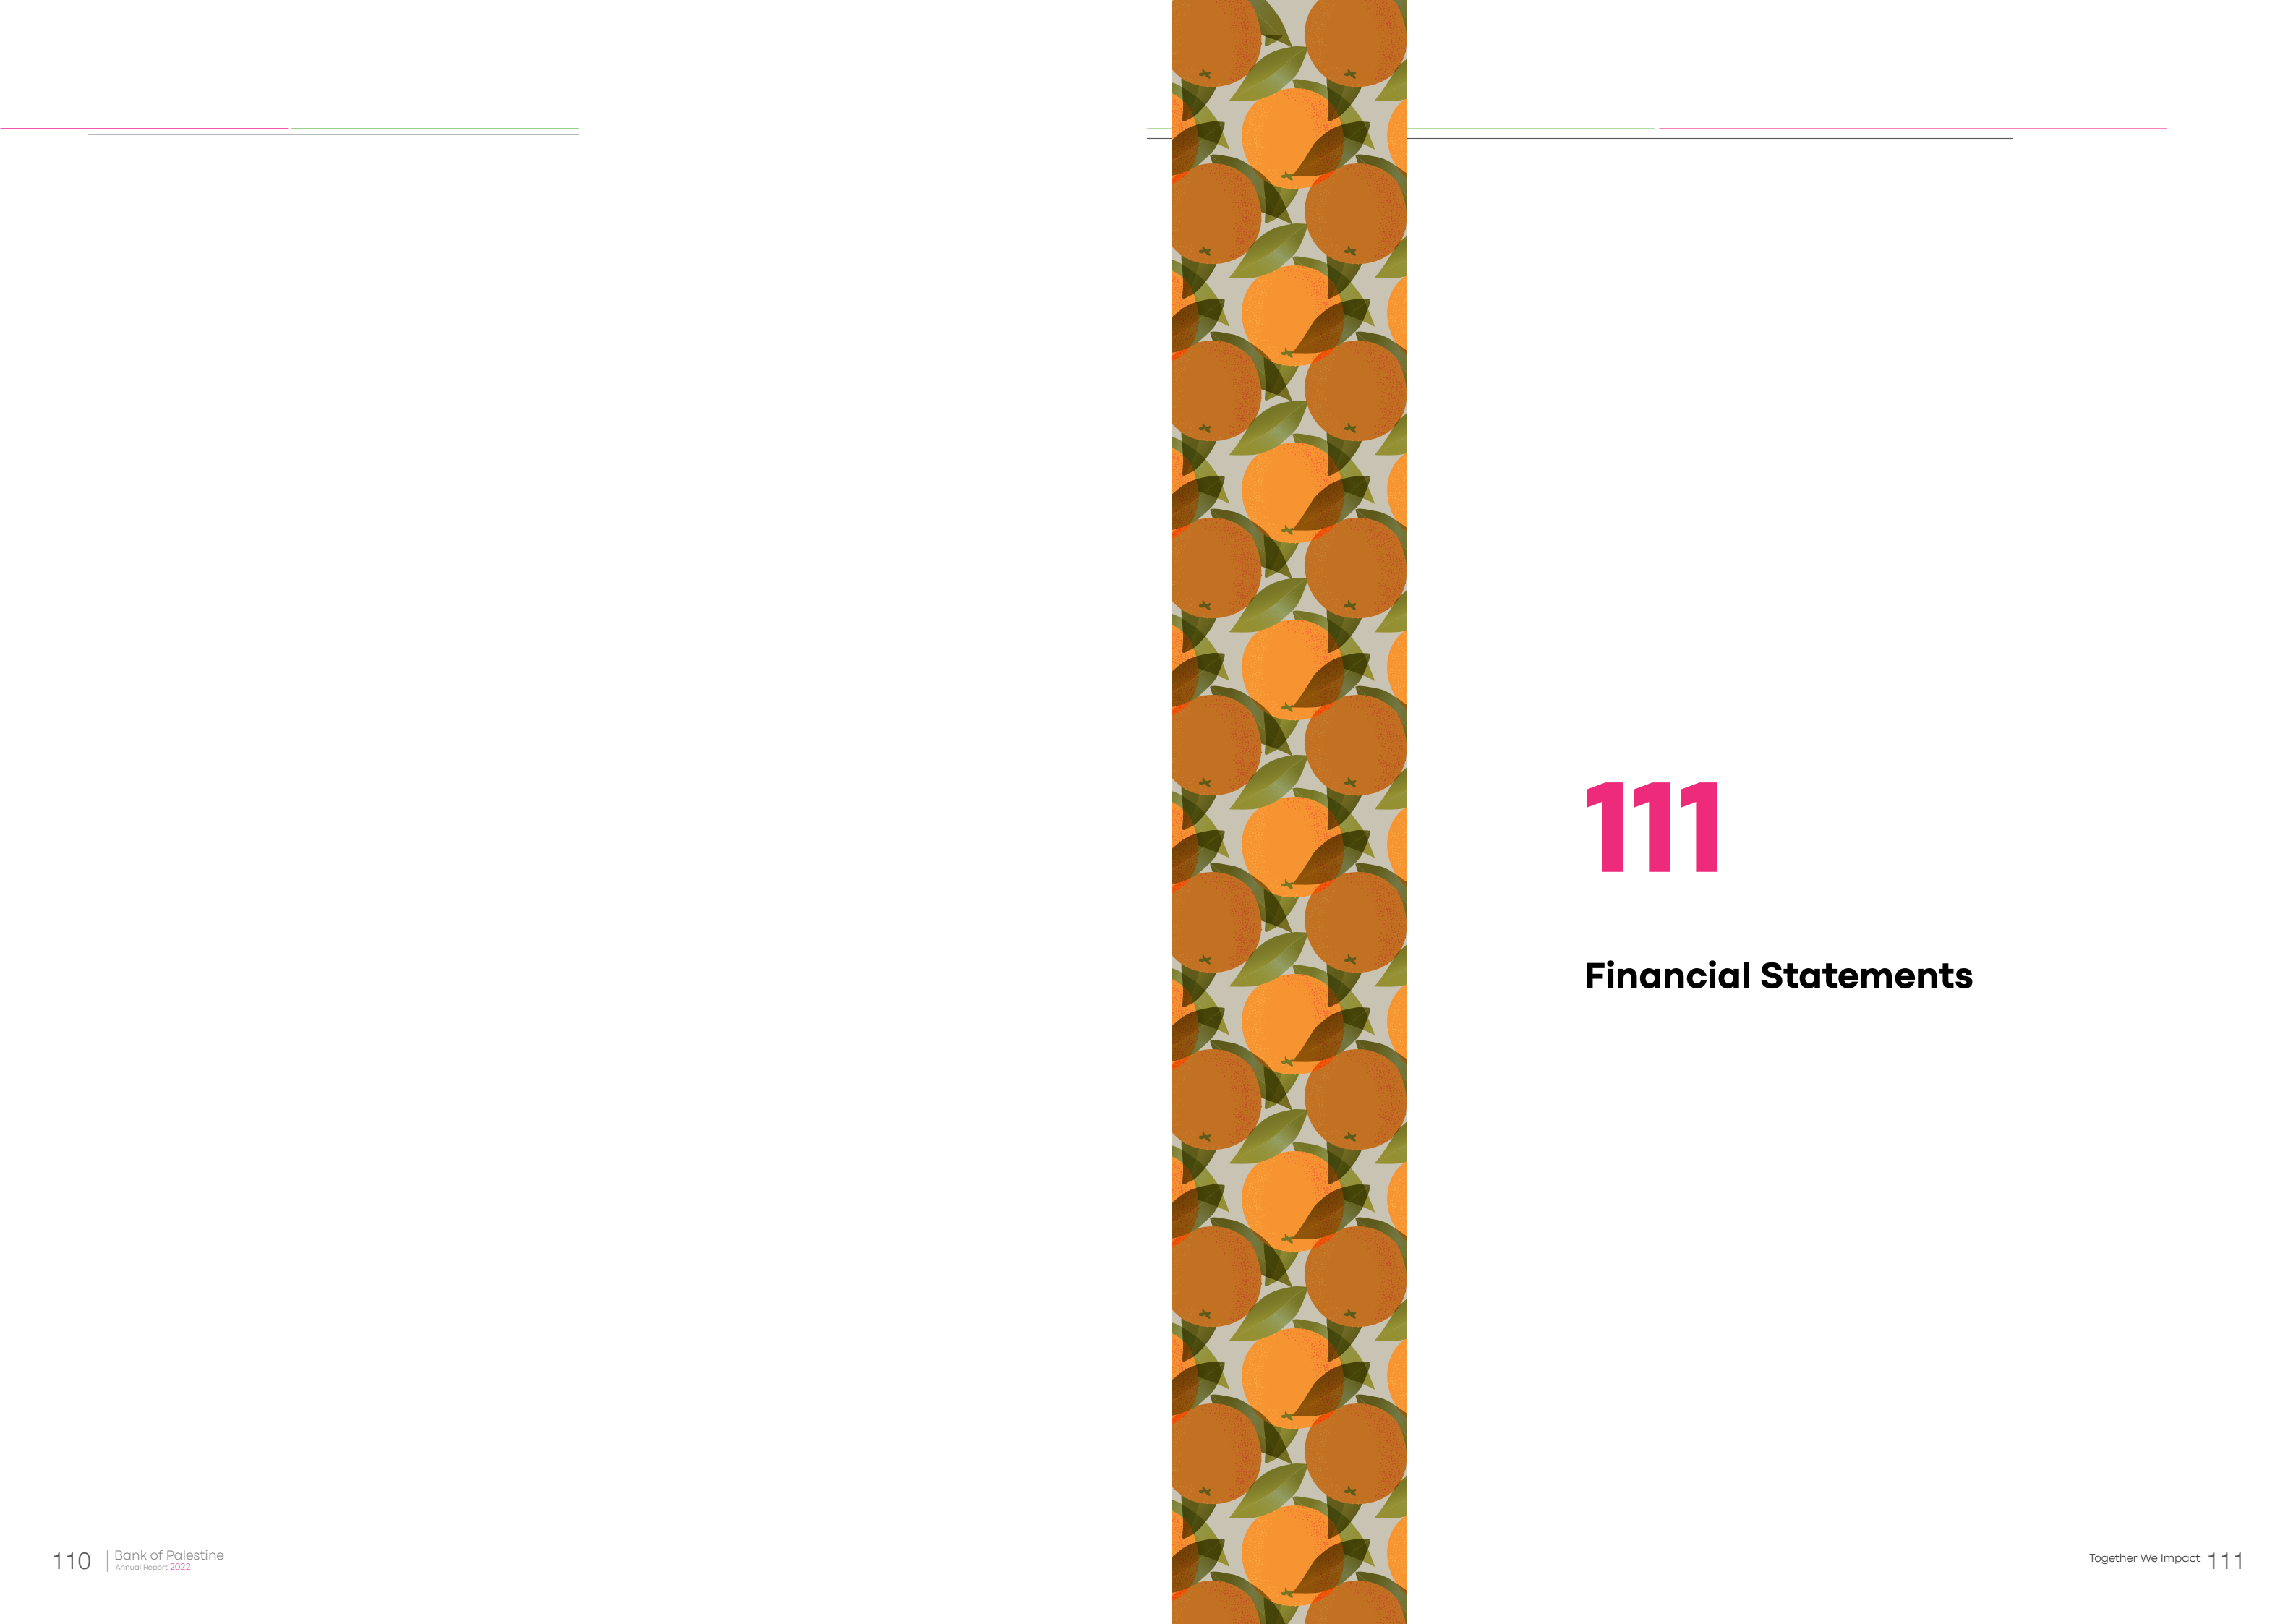 111
Financial Statements
110
Bank of Palestine
Annual Report 2022
Together We Impact 111